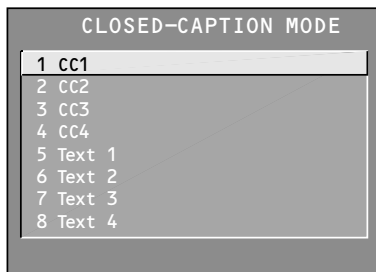 CLOSED–CAPTION MODE
1 CC1
2 CC2
3 CC3
4 CC4
5 Text 1
6 Text 2
7 Text 3
8 Text 4